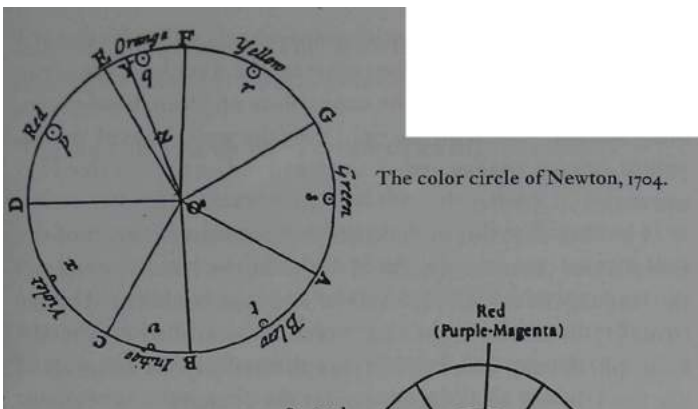 Orange
F
Yellow
E
q
r
Red
p
G
Green
s
The color circle of Newton, 1704.
D
O
z
A
Violet
x
t
Blew
C
v
Indico
B
Red
(Purple-Magenta)